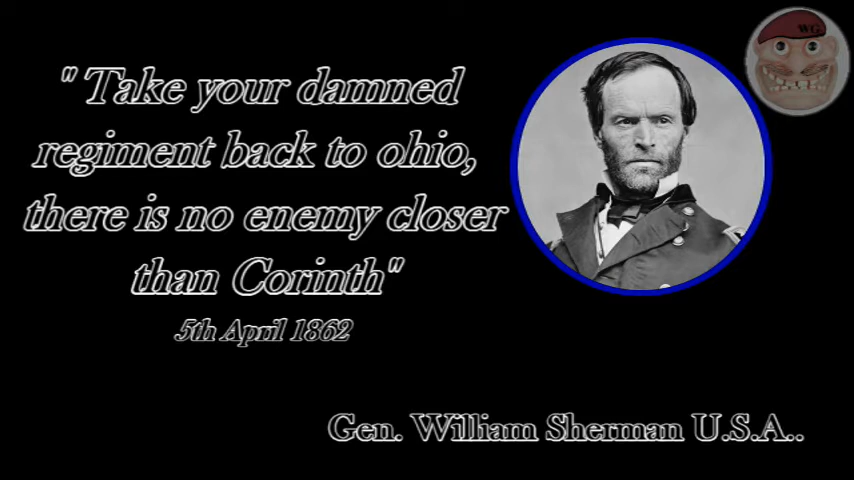 " Take your damned
regiment back to ohio,
there is no enemy closer
than Corinth"
5th April 1862
Gen. William Sherman U.S.A..
WG